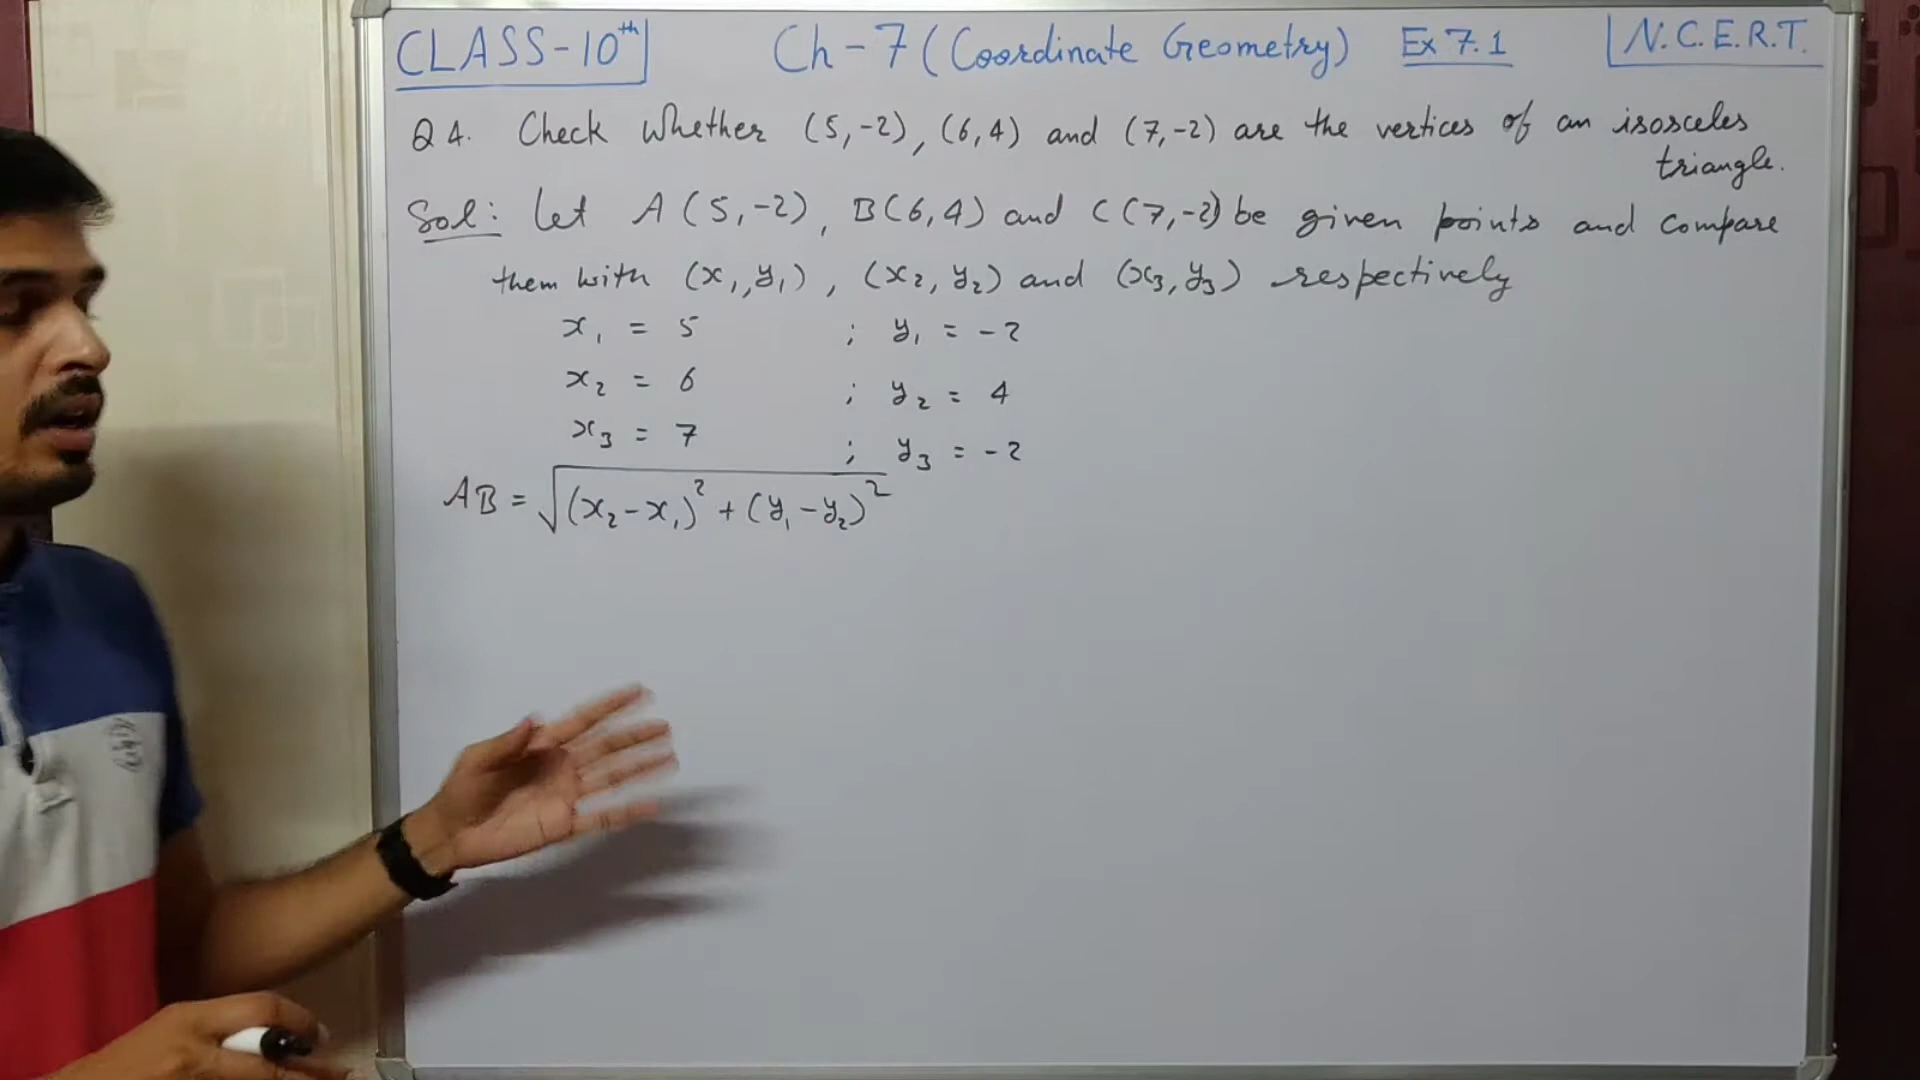 CLASS-10th Ch-7 (Coordinate Geometry) Ex 7.1 N.C.E.R.T.
Q 4. Check whether (5,-2), (6,4) and (7,-2) are the vertices of an isosceles
triangle.
Sol: Let A(5,-2), B(6,4) and C(7,-2) be given points and compare
them with (x₁,y₁), (x₂,y₂) and (x₃,y₃) respectively
x₁ = 5 ; y₁ = -2
x₂ = 6 ; y₂ = 4
x₃ = 7 ; y₃ = -2
AB = √(x₂-x₁)² + (y₁-y₂)²